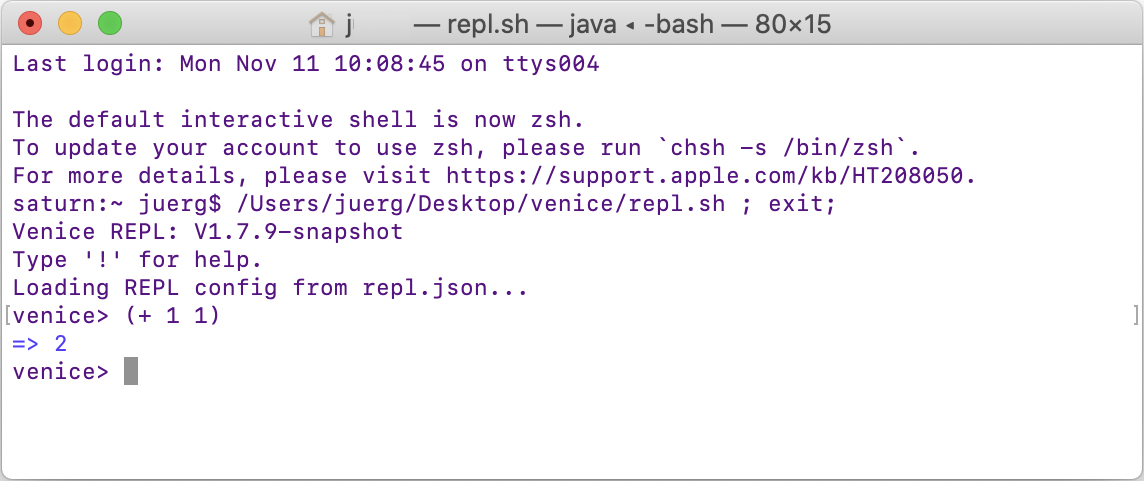 j — repl.sh — java ◂ -bash — 80×15
Last login: Mon Nov 11 10:08:45 on ttys004
The default interactive shell is now zsh.
To update your account to use zsh, please run `chsh -s /bin/zsh`.
For more details, please visit https://support.apple.com/kb/HT208050.
saturn:~ juerg$ /Users/juerg/Desktop/venice/repl.sh ; exit;
Venice REPL: V1.7.9-snapshot
Type '!' for help.
Loading REPL config from repl.json...
[venice> (+ 1 1) ]
=> 2
venice>